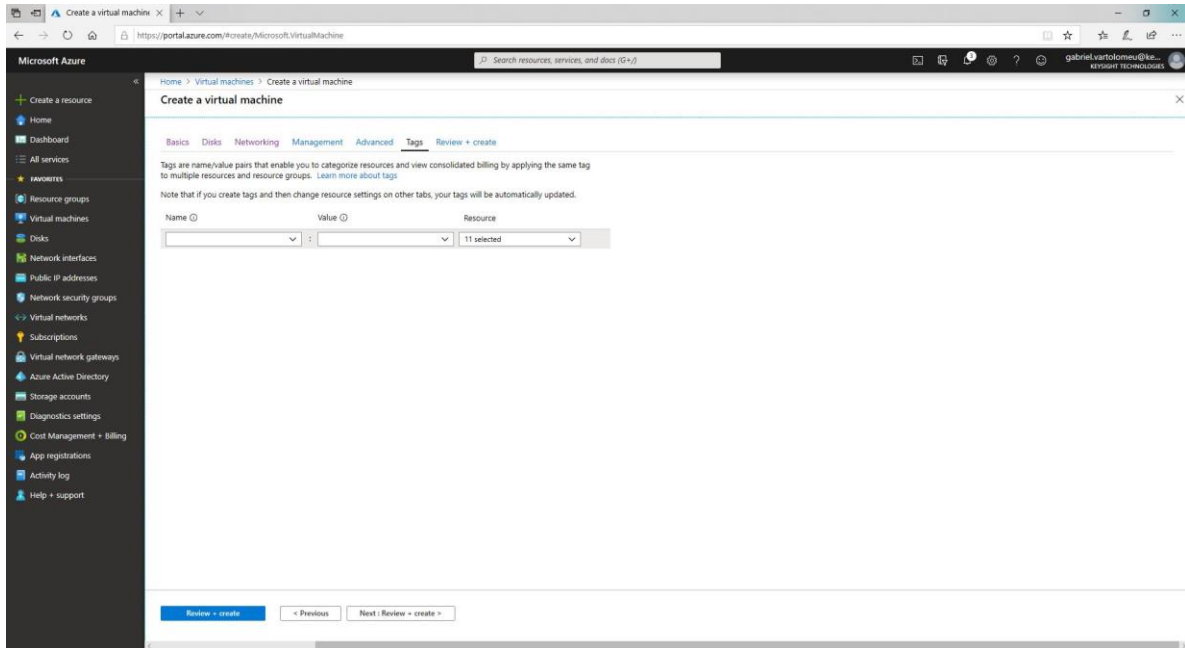 Create a virtual machine
https://portal.azure.com/#create/Microsoft.VirtualMachine
Microsoft Azure
Search resources, services, and docs (G+/)
3
gabriel.vartolomeu@ke...
KEYSIGHT TECHNOLOGIES
Create a resource
Home
Dashboard
All services
FAVORITES
Resource groups
Virtual machines
Disks
Network interfaces
Public IP addresses
Network security groups
Virtual networks
Subscriptions
Virtual network gateways
Azure Active Directory
Storage accounts
Diagnostics settings
Cost Management + Billing
App registrations
Activity log
Help + support
Home > Virtual machines > Create a virtual machine
Create a virtual machine
Basics Disks Networking Management Advanced Tags Review + create
Tags are name/value pairs that enable you to categorize resources and view consolidated billing by applying the same tag
to multiple resources and resource groups. Learn more about tags
Note that if you create tags and then change resource settings on other tabs, your tags will be automatically updated.
Name Value Resource
: 11 selected
Review + create < Previous Next : Review + create >